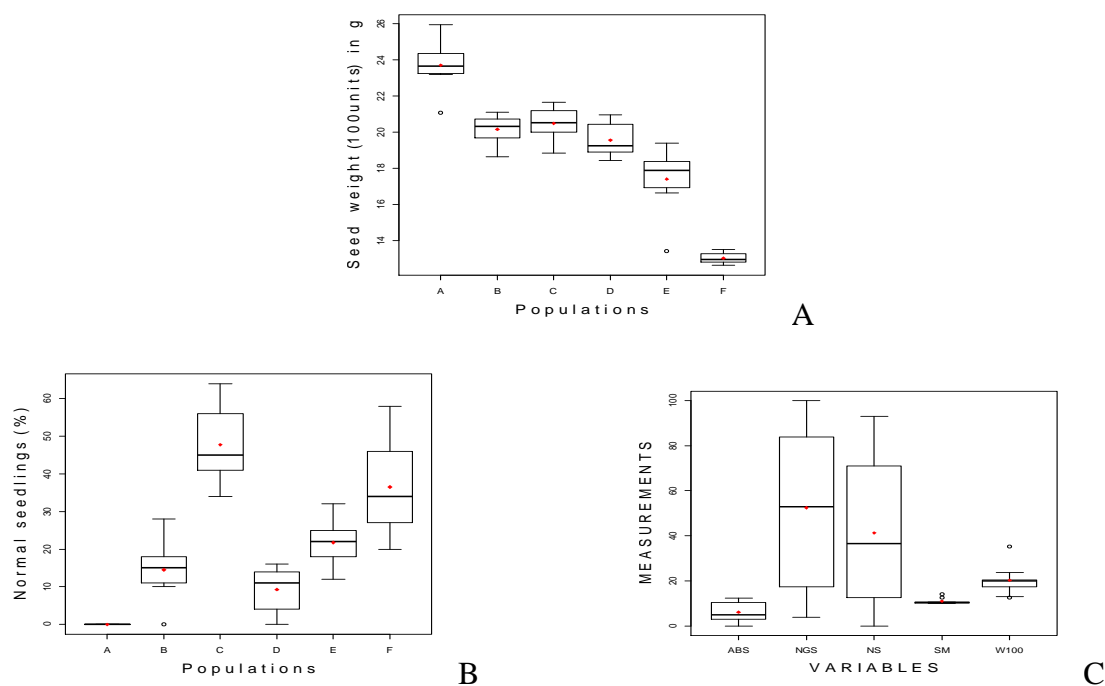 Seed weight (100units) in g
26
24
22
20
18
16
14
A B C D E F
Populations
A
Normal seedlings (%)
60
50
40
30
20
10
0
A B C D E F
Populations
B
MEASUREMENTS
100
80
60
40
20
0
ABS NGS NS SM W100
VARIABLES
C